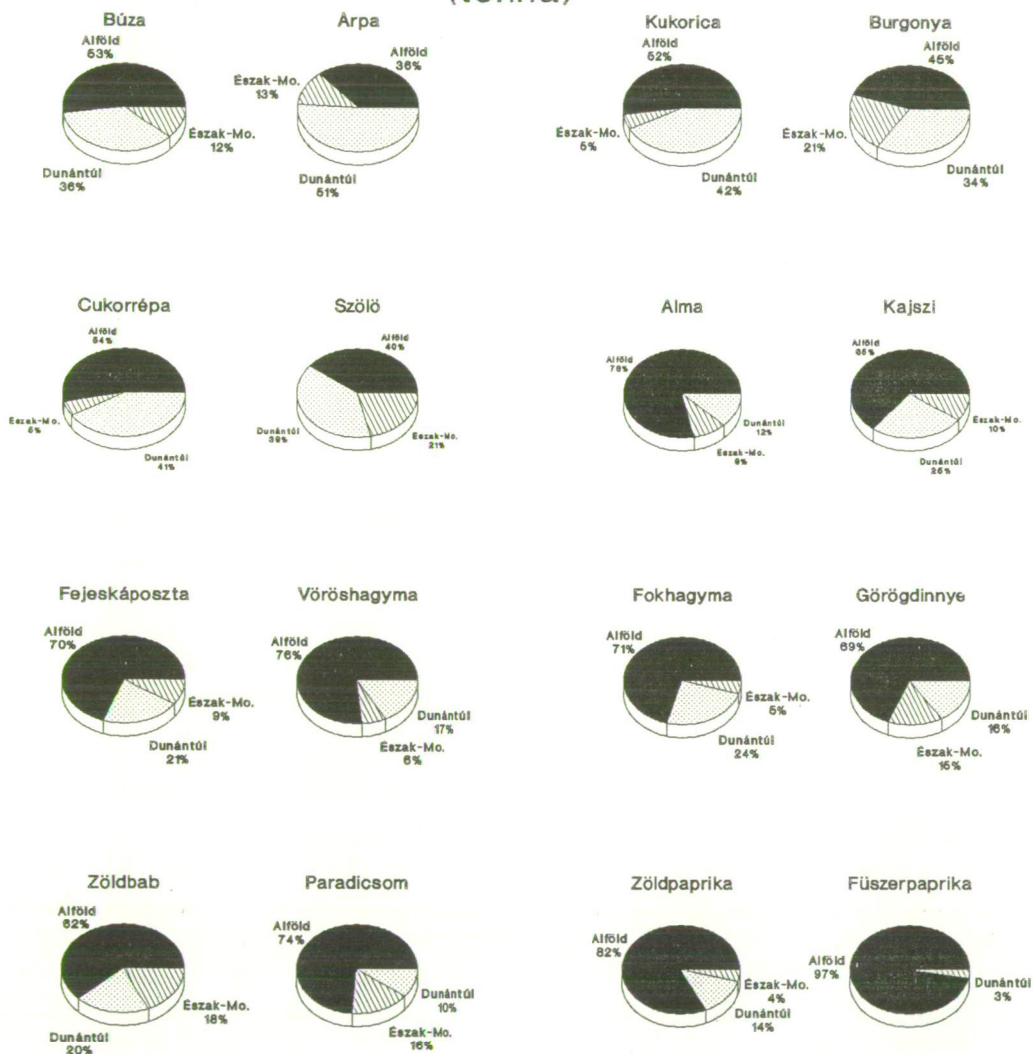 (tonna)
Búza
Alföld
53%
Észak-Mo.
12%
Dunántúl
36%
Árpa
Alföld
36%
Észak-Mo.
13%
Dunántúl
51%
Kukorica
Alföld
52%
Észak-Mo.
5%
Dunántúl
42%
Burgonya
Alföld
45%
Észak-Mo.
21%
Dunántúl
34%
Cukorrépa
Alföld
54%
Észak-Mo.
5%
Dunántúl
41%
Szölö
Alföld
40%
Dunántúl
39%
Észak-Mo.
21%
Alma
Alföld
78%
Dunántúl
12%
Észak-Mo.
9%
Kajszi
Alföld
65%
Észak-Mo.
10%
Dunántúl
25%
Fejeskáposzta
Alföld
70%
Észak-Mo.
9%
Dunántúl
21%
Vöröshagyma
Alföld
76%
Dunántúl
17%
Észak-Mo.
6%
Fokhagyma
Alföld
71%
Észak-Mo.
5%
Dunántúl
24%
Görögdinnye
Alföld
69%
Dunántúl
16%
Észak-Mo.
15%
Zöldbab
Alföld
62%
Észak-Mo.
18%
Dunántúl
20%
Paradicsom
Alföld
74%
Dunántúl
10%
Észak-Mo.
16%
Zöldpaprika
Alföld
82%
Észak-Mo.
4%
Dunántúl
14%
Füszerpaprika
Alföld
97%
Dunántúl
3%